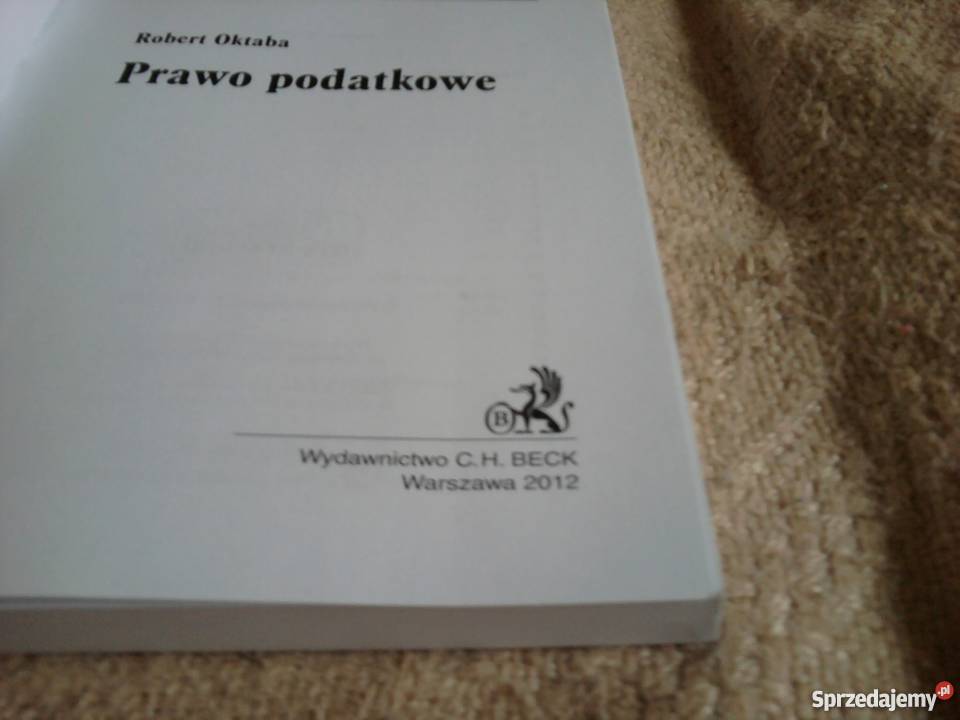 Robert Oktaba
Prawo podatkowe
B
Wydawnictwo C.H. BECK
Warszawa 2012
Sprzedajemy.pl